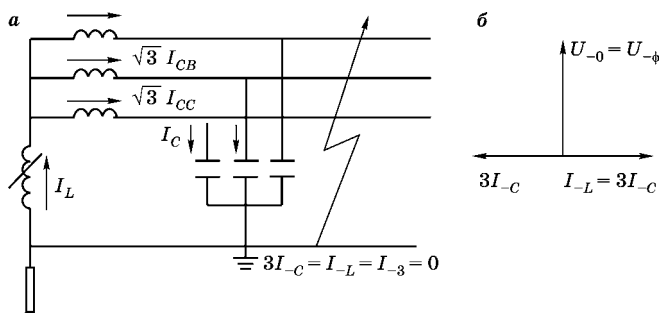 а
б
√3 I_CB
√3 I_CC
I_C
I_L
3I_–C = I_–L = I_–3 = 0
U_–0 = U_–ф
3I_–C
I_–L = 3I_–C